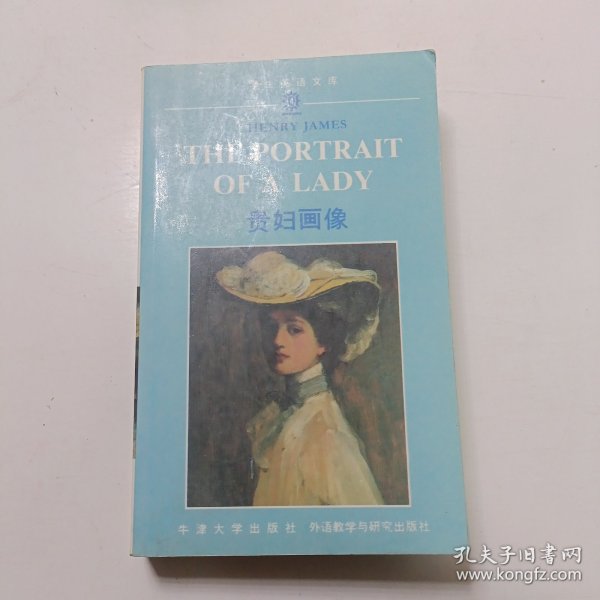 语文库
HENRY JAMES
THE PORTRAIT
OF A LADY
贵妇画像
牛津大学出版社 外语教学与研究出版社
孔夫子旧书网
www.kongfz.com